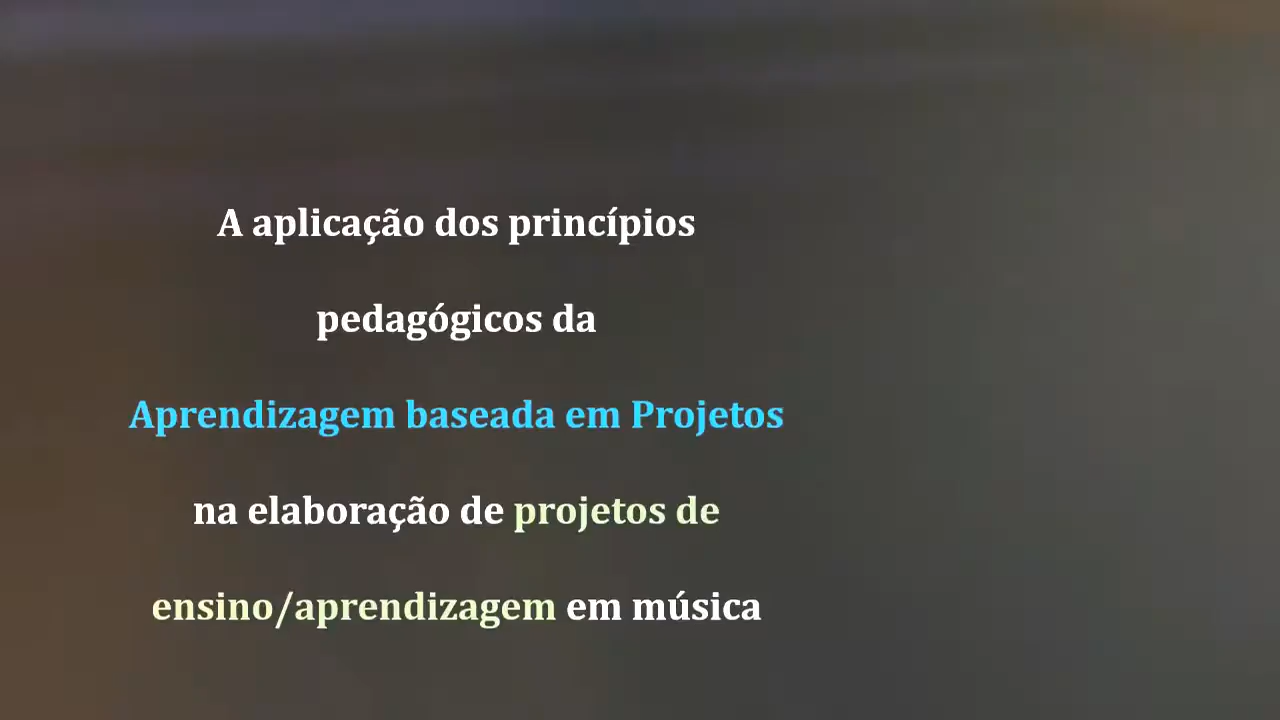 A aplicação dos princípios
pedagógicos da
Aprendizagem baseada em Projetos
na elaboração de projetos de
ensino/aprendizagem em música